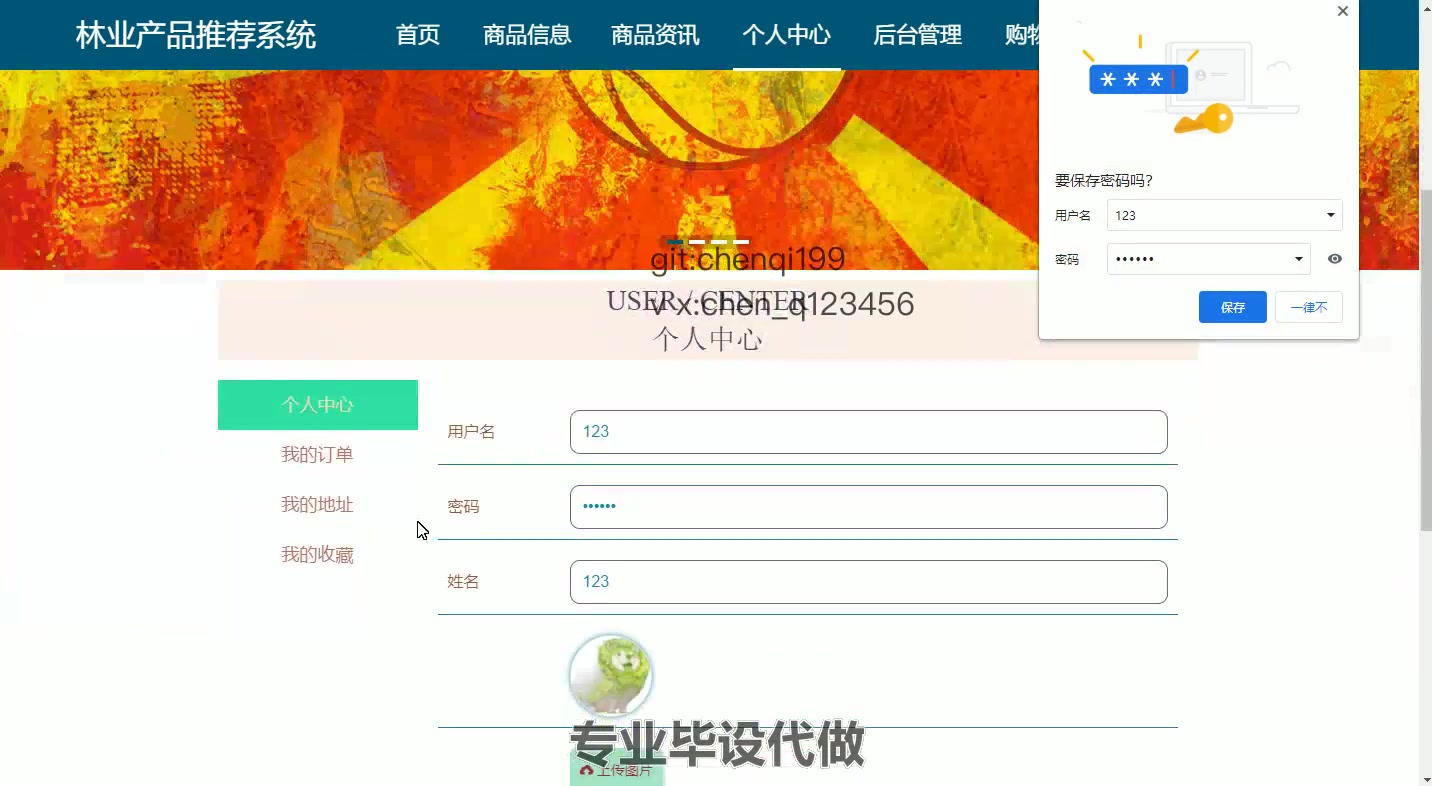 林业产品推荐系统
首页 商品信息 商品资讯 个人中心 后台管理 购物
要保存密码吗?
用户名 123
密码 ••••••
保存 一律不
git:chenqi199
USER / CENTER
vx:chen_q123456
个人中心
个人中心
我的订单
我的地址
我的收藏
用户名 123
密码 ••••••
姓名 123
专业毕设代做
上传图片